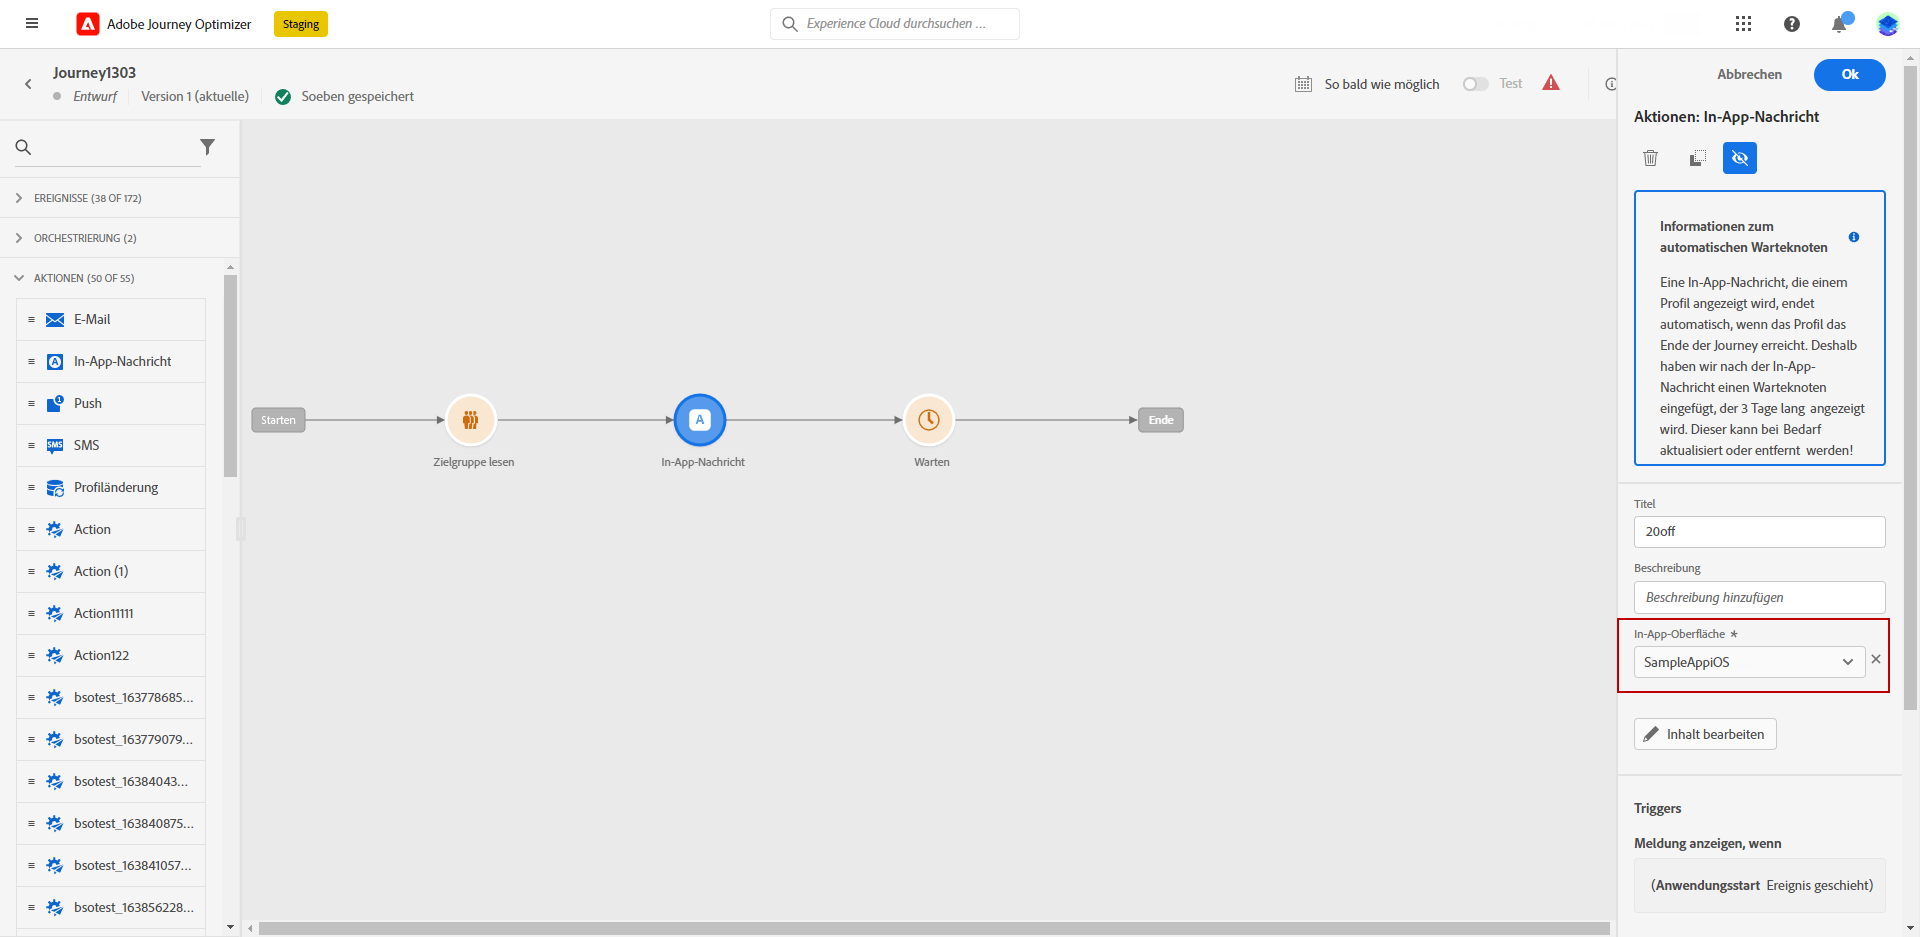 Adobe Journey Optimizer
Staging
Experience Cloud durchsuchen ...
Journey1303
Entwurf
Version 1 (aktuelle)
Soeben gespeichert
So bald wie möglich
Test
EREIGNISSE (38 OF 172)
ORCHESTRIERUNG (2)
AKTIONEN (50 OF 55)
E-Mail
In-App-Nachricht
Push
SMS
SMS
Profiländerung
Action
Action (1)
Action11111
Action122
bsotest_163778685...
bsotest_163779079...
bsotest_16384043...
bsotest_163840875...
bsotest_163841057...
bsotest_163856228...
Starten
Zielgruppe lesen
A
In-App-Nachricht
Warten
Ende
Abbrechen
Ok
Aktionen: In-App-Nachricht
Informationen zum
automatischen Warteknoten
Eine In-App-Nachricht, die einem
Profil angezeigt wird, endet
automatisch, wenn das Profil das
Ende der Journey erreicht. Deshalb
haben wir nach der In-App-
Nachricht einen Warteknoten
eingefügt, der 3 Tage lang angezeigt
wird. Dieser kann bei Bedarf
aktualisiert oder entfernt werden!
Titel
20off
Beschreibung
Beschreibung hinzufügen
In-App-Oberfläche *
SampleAppiOS
Inhalt bearbeiten
Triggers
Meldung anzeigen, wenn
(Anwendungsstart Ereignis geschieht)